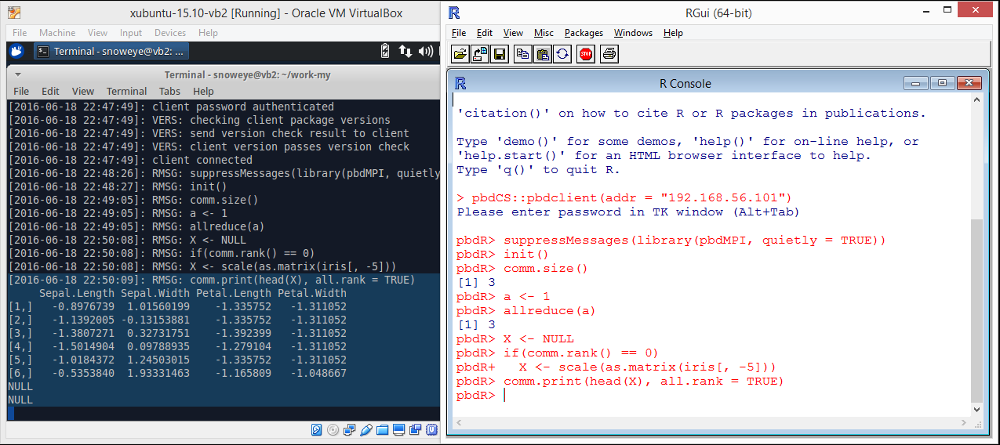 xubuntu-15.10-vb2 [Running] - Oracle VM VirtualBox
File Machine View Input Devices Help
Terminal - snoweye@vb2: ...
Terminal - snoweye@vb2: ~/work-my
File Edit View Terminal Tabs Help
[2016-06-18 22:47:49]: client password authenticated
[2016-06-18 22:47:49]: VERS: checking client package versions
[2016-06-18 22:47:49]: VERS: send version check result to client
[2016-06-18 22:47:49]: VERS: client version passes version check
[2016-06-18 22:47:49]: client connected
[2016-06-18 22:48:26]: RMSG: suppressMessages(library(pbdMPI, quietly
[2016-06-18 22:48:27]: RMSG: init()
[2016-06-18 22:49:05]: RMSG: comm.size()
[2016-06-18 22:49:05]: RMSG: a <- 1
[2016-06-18 22:49:05]: RMSG: allreduce(a)
[2016-06-18 22:50:08]: RMSG: X <- NULL
[2016-06-18 22:50:08]: RMSG: if(comm.rank() == 0)
[2016-06-18 22:50:08]: RMSG: X <- scale(as.matrix(iris[, -5]))
[2016-06-18 22:50:09]: RMSG: comm.print(head(X), all.rank = TRUE)
     Sepal.Length Sepal.Width Petal.Length Petal.Width
[1,]   -0.8976739  1.01560199    -1.335752   -1.311052
[2,]   -1.1392005 -0.13153881    -1.335752   -1.311052
[3,]   -1.3807271  0.32731751    -1.392399   -1.311052
[4,]   -1.5014904  0.09788935    -1.279104   -1.311052
[5,]   -1.0184372  1.24503015    -1.335752   -1.311052
[6,]   -0.5353840  1.93331463    -1.165809   -1.048667
NULL
NULL
RGui (64-bit)
File Edit View Misc Packages Windows Help
STOP
R Console
'citation()' on how to cite R or R packages in publications.
Type 'demo()' for some demos, 'help()' for on-line help, or
'help.start()' for an HTML browser interface to help.
Type 'q()' to quit R.
> pbdCS::pbdclient(addr = "192.168.56.101")
Please enter password in TK window (Alt+Tab)
pbdR> suppressMessages(library(pbdMPI, quietly = TRUE))
pbdR> init()
pbdR> comm.size()
[1] 3
pbdR> a <- 1
pbdR> allreduce(a)
[1] 3
pbdR> X <- NULL
pbdR> if(comm.rank() == 0)
pbdR+   X <- scale(as.matrix(iris[, -5]))
pbdR> comm.print(head(X), all.rank = TRUE)
pbdR>